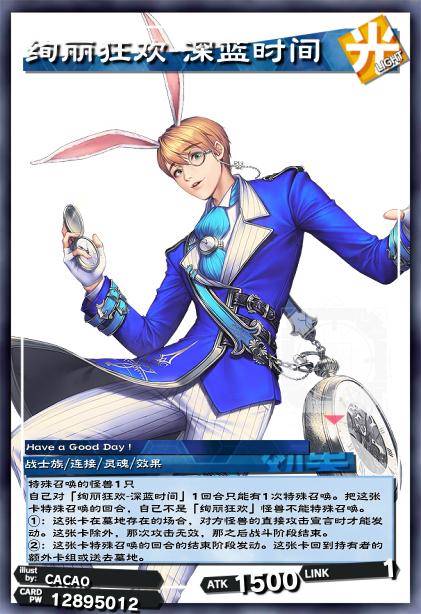 绚丽狂欢-深蓝时间
光
LIGHT
Have a Good Day !
战士族/连接/灵魂/效果
特殊召唤的怪兽1只
自己对「绚丽狂欢-深蓝时间」1回合只能有1次特殊召唤。把这张
卡特殊召唤的回合，自己不是「绚丽狂欢」怪兽不能特殊召唤。
①：这张卡在墓地存在的场合，对方怪兽的直接攻击宣言时才能发
动。这张卡除外，那次攻击无效，那之后战斗阶段结束。
②：这张卡特殊召唤的回合的结束阶段发动。这张卡回到持有者的
额外卡组或送去墓地。
illust by: CACAO
ATK 1500 LINK 1
CARD PW 12895012